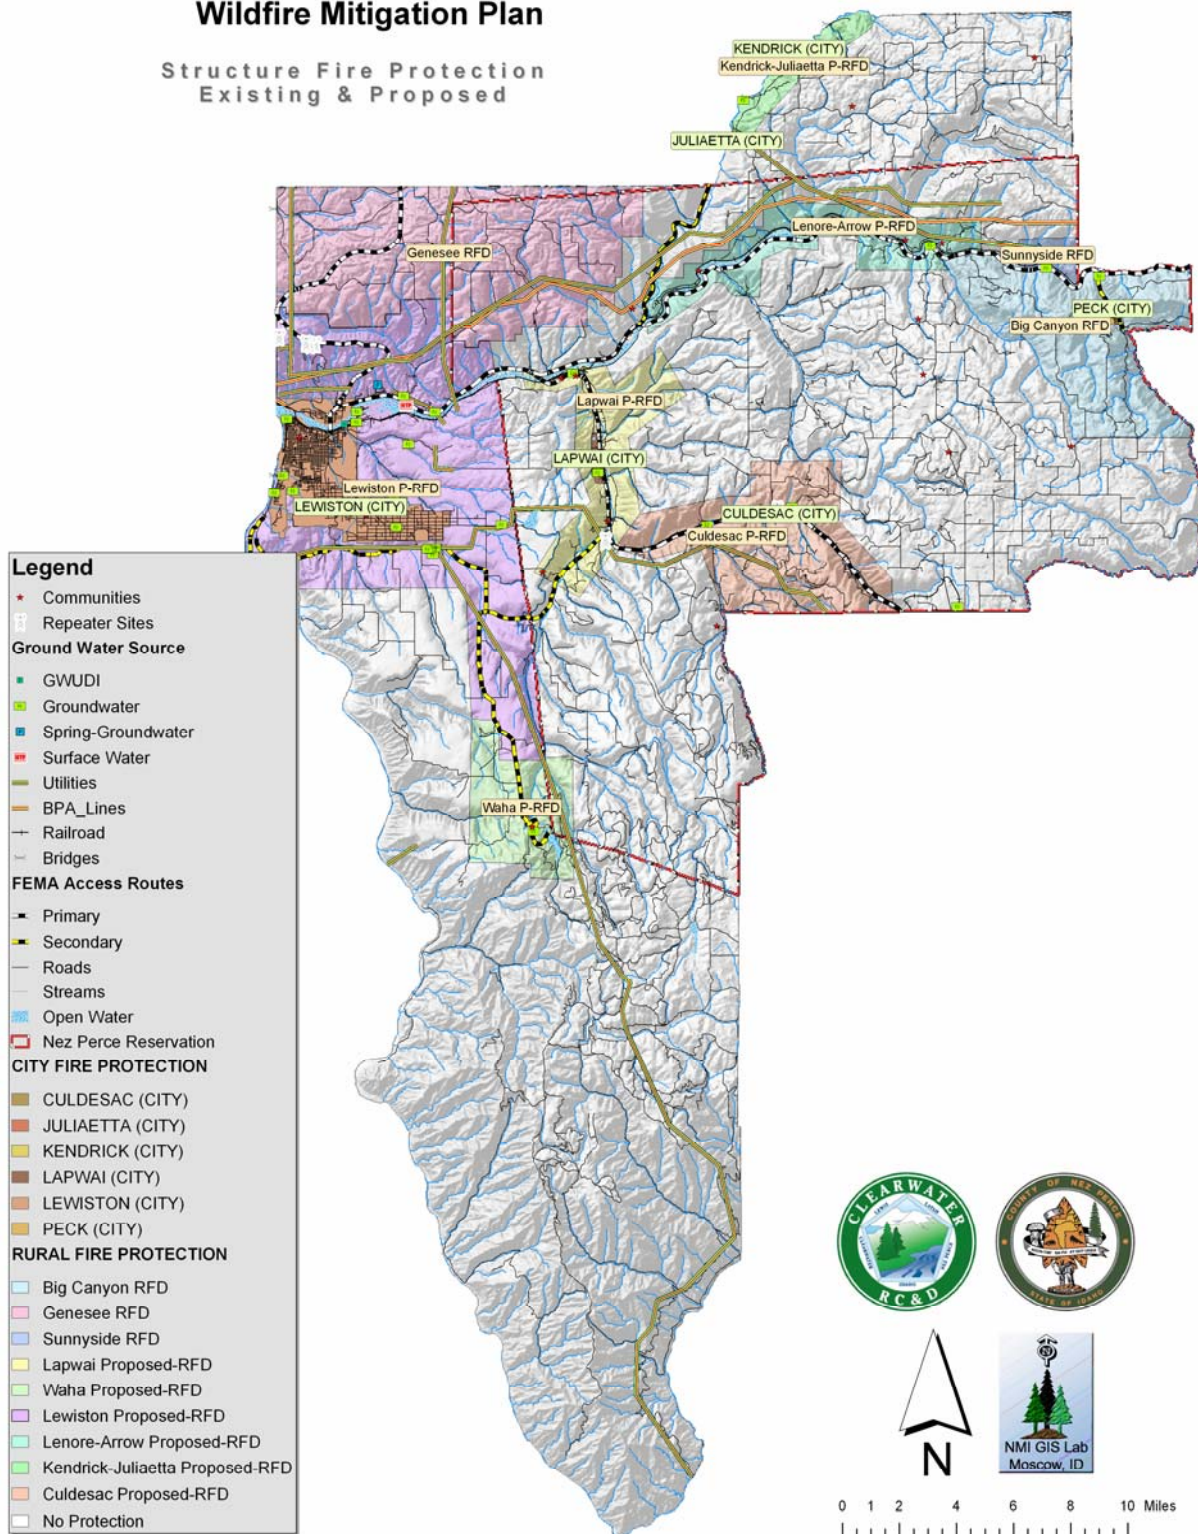 Wildfire Mitigation Plan
Structure Fire Protection
Existing & Proposed
KENDRICK (CITY)
Kendrick-Juliaetta P-RFD
JULIAETTA (CITY)
Lenore-Arrow P-RFD
Genesee RFD
Sunnyside RFD
PECK (CITY)
Big Canyon RFD
Lapwai P-RFD
LAPWAI (CITY)
Lewiston P-RFD
LEWISTON (CITY)
CULDESAC (CITY)
Culdesac P-RFD
Waha P-RFD
Legend
Communities
Repeater Sites
Ground Water Source
GWUDI
Groundwater
Spring-Groundwater
Surface Water
Utilities
BPA_Lines
Railroad
Bridges
FEMA Access Routes
Primary
Secondary
Roads
Streams
Open Water
Nez Perce Reservation
CITY FIRE PROTECTION
CULDESAC (CITY)
JULIAETTA (CITY)
KENDRICK (CITY)
LAPWAI (CITY)
LEWISTON (CITY)
PECK (CITY)
RURAL FIRE PROTECTION
Big Canyon RFD
Genesee RFD
Sunnyside RFD
Lapwai Proposed-RFD
Waha Proposed-RFD
Lewiston Proposed-RFD
Lenore-Arrow Proposed-RFD
Kendrick-Juliaetta Proposed-RFD
Culdesac Proposed-RFD
No Protection
CLEARWATER
RC&D
COUNTY OF NEZ PERCE
STATE OF IDAHO
N
NMI GIS Lab
Moscow, ID
0 1 2 4 6 8 10 Miles